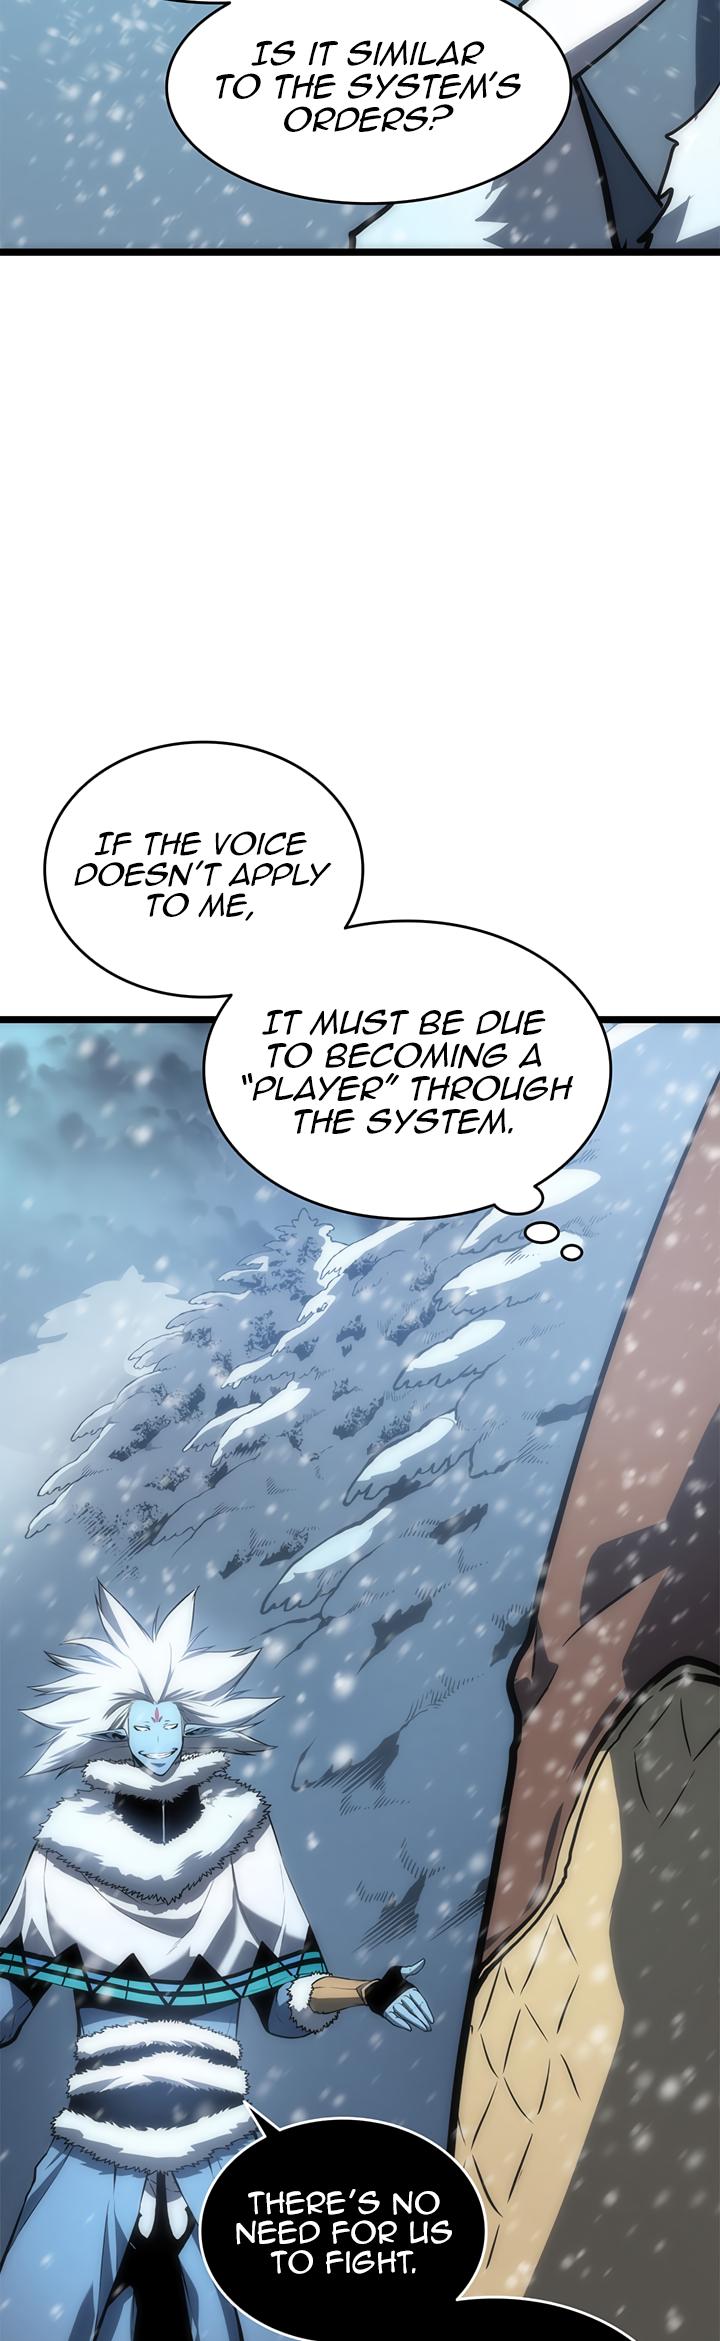 IS IT SIMILAR
TO THE SYSTEM'S
ORDERS?
IF THE VOICE
DOESN'T APPLY
TO ME,
IT MUST BE DUE
TO BECOMING A
"PLAYER" THROUGH
THE SYSTEM.
THERE'S NO
NEED FOR US
TO FIGHT.